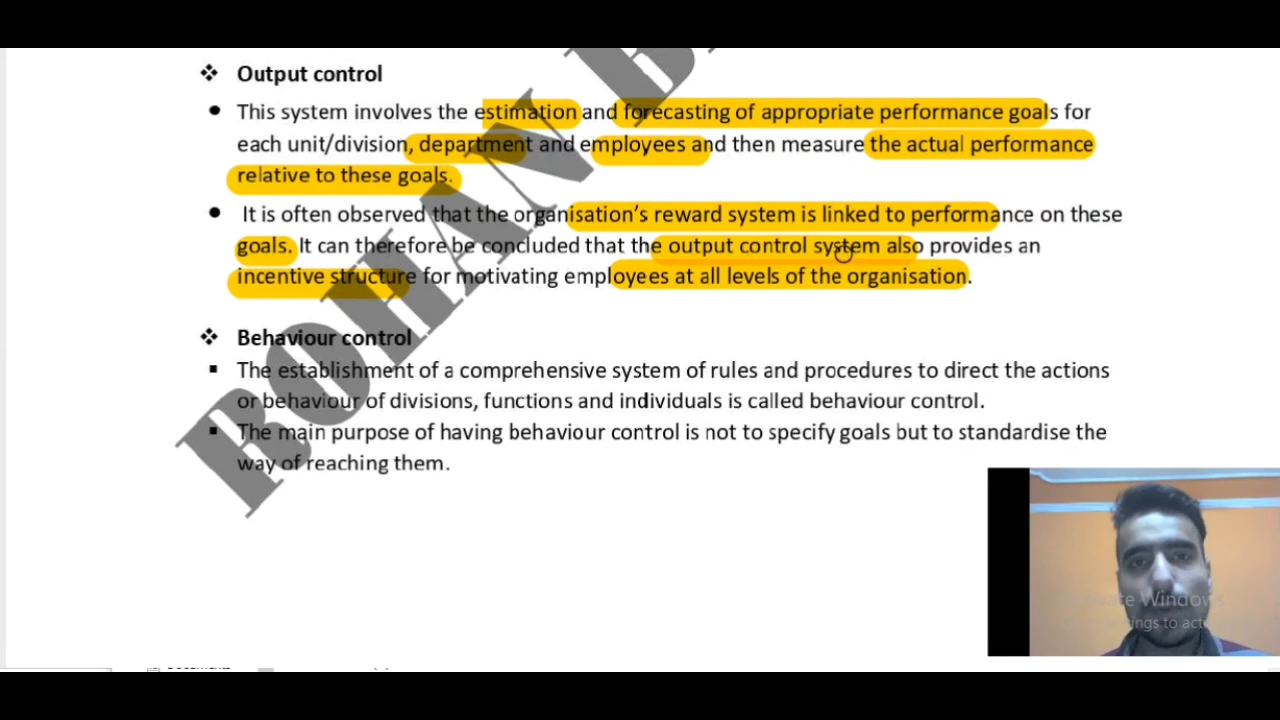 ❖ Output control
● This system involves the estimation and forecasting of appropriate performance goals for
each unit/division, department and employees and then measure the actual performance
relative to these goals.
● It is often observed that the organisation's reward system is linked to performance on these
goals. It can therefore be concluded that the output control system also provides an
incentive structure for motivating employees at all levels of the organisation.
❖ Behaviour control
▪ The establishment of a comprehensive system of rules and procedures to direct the actions
or behaviour of divisions, functions and individuals is called behaviour control.
▪ The main purpose of having behaviour control is not to specify goals but to standardise the
way of reaching them.
ROHAN
Windows